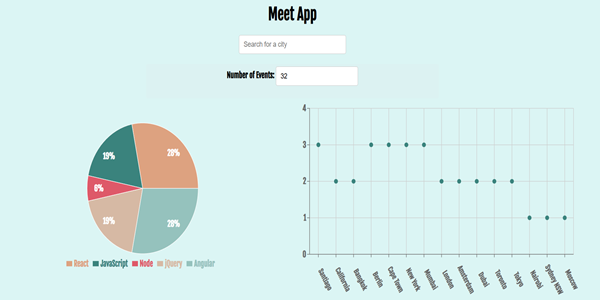 Meet App
Search for a city
Number of Events: 32
28%
19%
6%
19%
28%
React JavaScript Node jQuery Angular
4
3
2
1
0
Santiago California Bangkok Berlin Cape Town New York Mumbai London Amsterdam Dubai Toronto Tokyo Nairobi Sydney NSW Moscow